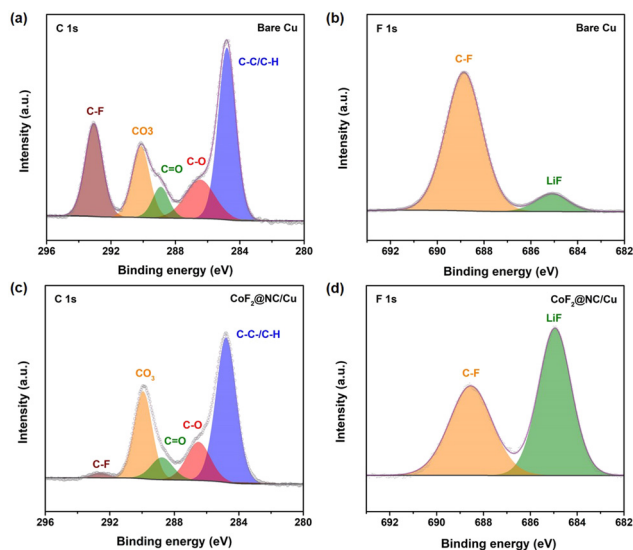 (a)
C 1s
Bare Cu
C-F
CO3
C=O
C-O
C-C/C-H
Intensity (a.u.)
296 292 288 284 280
Binding energy (eV)
(b)
F 1s
Bare Cu
C-F
LiF
Intensity (a.u.)
692 690 688 686 684 682
Binding energy (eV)
(c)
C 1s
CoF₂@NC/Cu
C-F
CO₃
C=O
C-O
C-C-/C-H
Intensity (a.u.)
296 292 288 284 280
Binding energy (eV)
(d)
F 1s
CoF₂@NC/Cu
C-F
LiF
Intensity (a.u.)
692 690 688 686 684 682
Binding energy (eV)